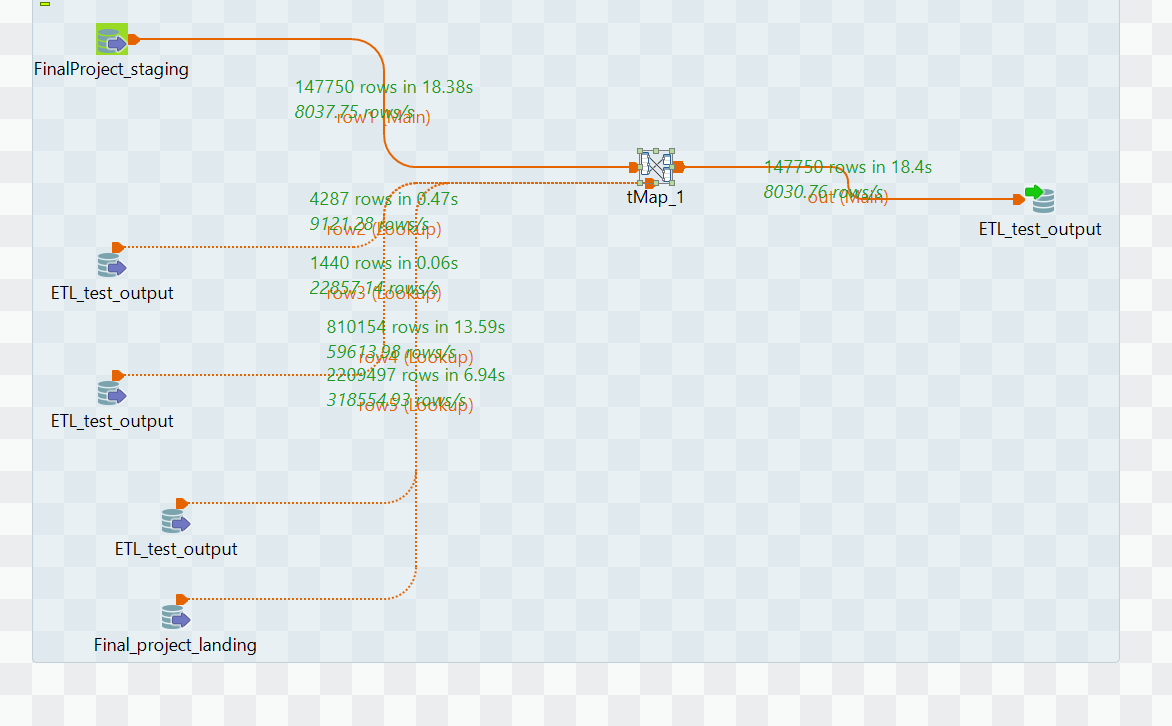 FinalProject_staging
147750 rows in 18.38s
8037.75 rows/s
row1 (Main)
147750 rows in 18.4s
8030.76 rows/s
out (Main)
tMap_1
4287 rows in 0.47s
9121.28 rows/s
row2 (Lookup)
ETL_test_output
1440 rows in 0.06s
22857.14 rows/s
row3 (Lookup)
ETL_test_output
810154 rows in 13.59s
59613.98 rows/s
row4 (Lookup)
2209497 rows in 6.94s
318554.93 rows/s
row5 (Lookup)
ETL_test_output
ETL_test_output
Final_project_landing